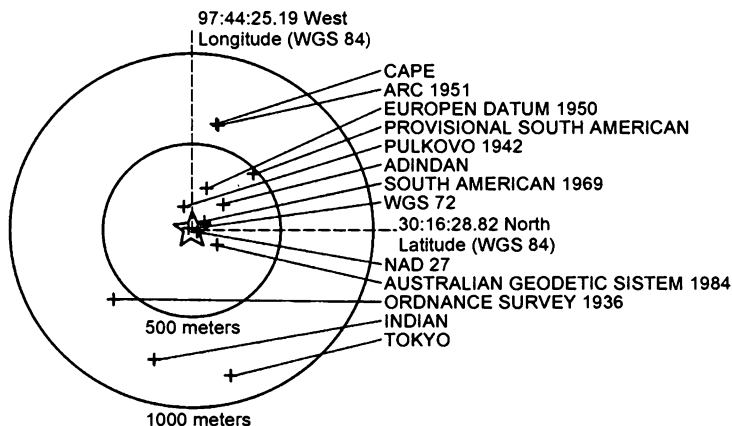 97:44:25.19 West
Longitude (WGS 84)
CAPE
ARC 1951
EUROPEN DATUM 1950
PROVISIONAL SOUTH AMERICAN
PULKOVO 1942
ADINDAN
SOUTH AMERICAN 1969
WGS 72
30:16:28.82 North
Latitude (WGS 84)
NAD 27
AUSTRALIAN GEODETIC SISTEM 1984
ORDNANCE SURVEY 1936
500 meters
INDIAN
TOKYO
1000 meters